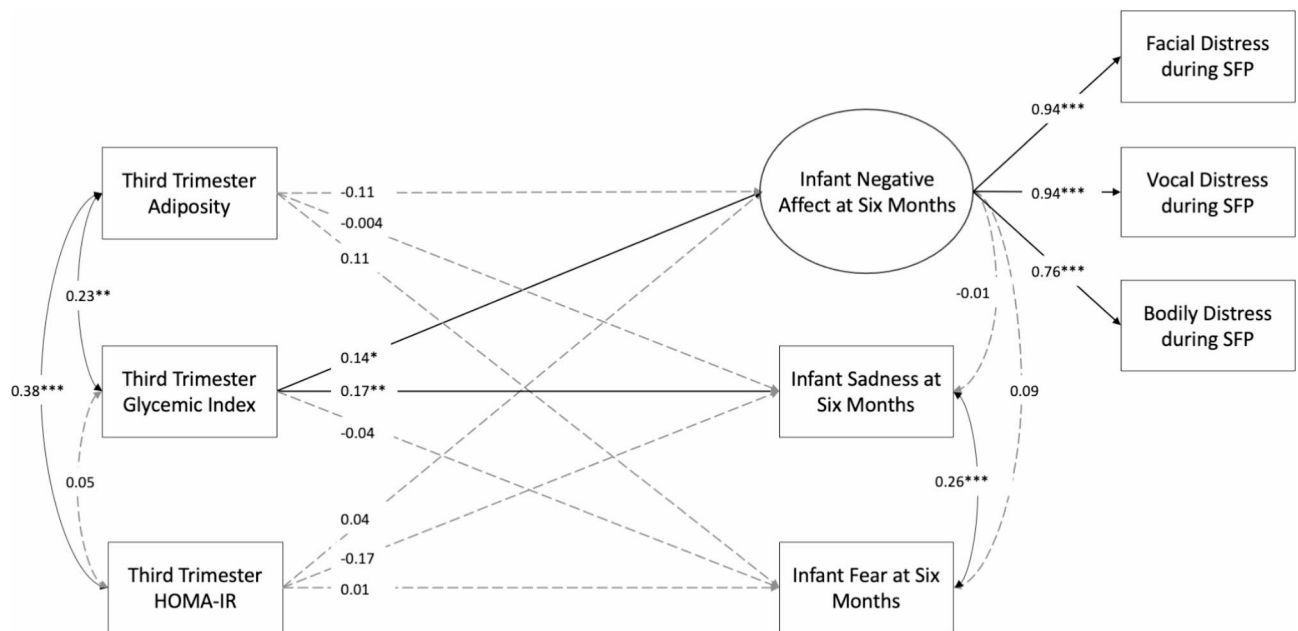 Facial Distress
during SFP
0.94***
Third Trimester
Adiposity
-0.11
-0.004
0.11
Infant Negative
Affect at Six Months
0.94***
Vocal Distress
during SFP
0.76***
0.23**
-0.01
Bodily Distress
during SFP
0.38***
Third Trimester
Glycemic Index
0.14*
0.17**
-0.04
Infant Sadness at
Six Months
0.09
0.05
0.26***
Third Trimester
HOMA-IR
0.04
-0.17
0.01
Infant Fear at Six
Months